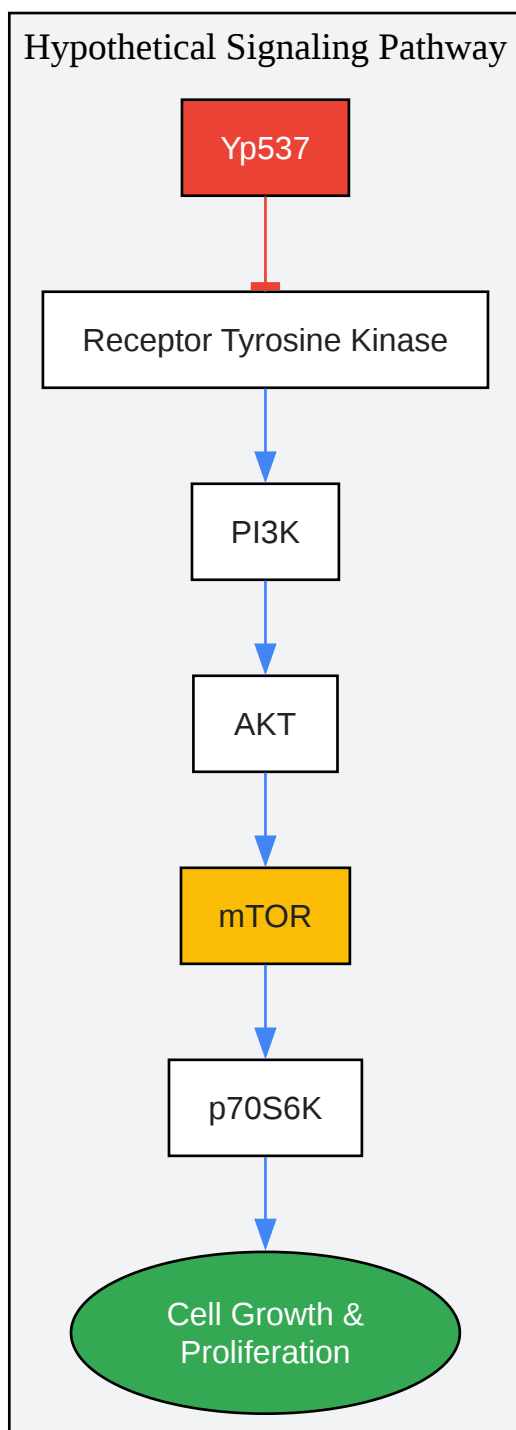 Hypothetical Signaling Pathway
Yp537
Receptor Tyrosine Kinase
PI3K
AKT
mTOR
p70S6K
Cell Growth &
Proliferation